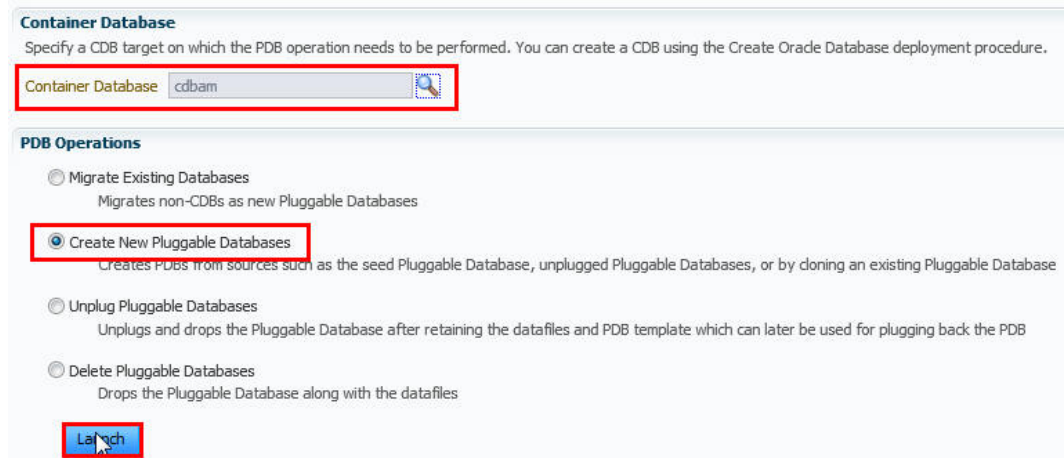 Container Database
Specify a CDB target on which the PDB operation needs to be performed. You can create a CDB using the Create Oracle Database deployment procedure.
Container Database cdbam
PDB Operations
Migrate Existing Databases
Migrates non-CDBs as new Pluggable Databases
Create New Pluggable Databases
Creates PDBs from sources such as the seed Pluggable Database, unplugged Pluggable Databases, or by cloning an existing Pluggable Database
Unplug Pluggable Databases
Unplugs and drops the Pluggable Database after retaining the datafiles and PDB template which can later be used for plugging back the PDB
Delete Pluggable Databases
Drops the Pluggable Database along with the datafiles
Launch